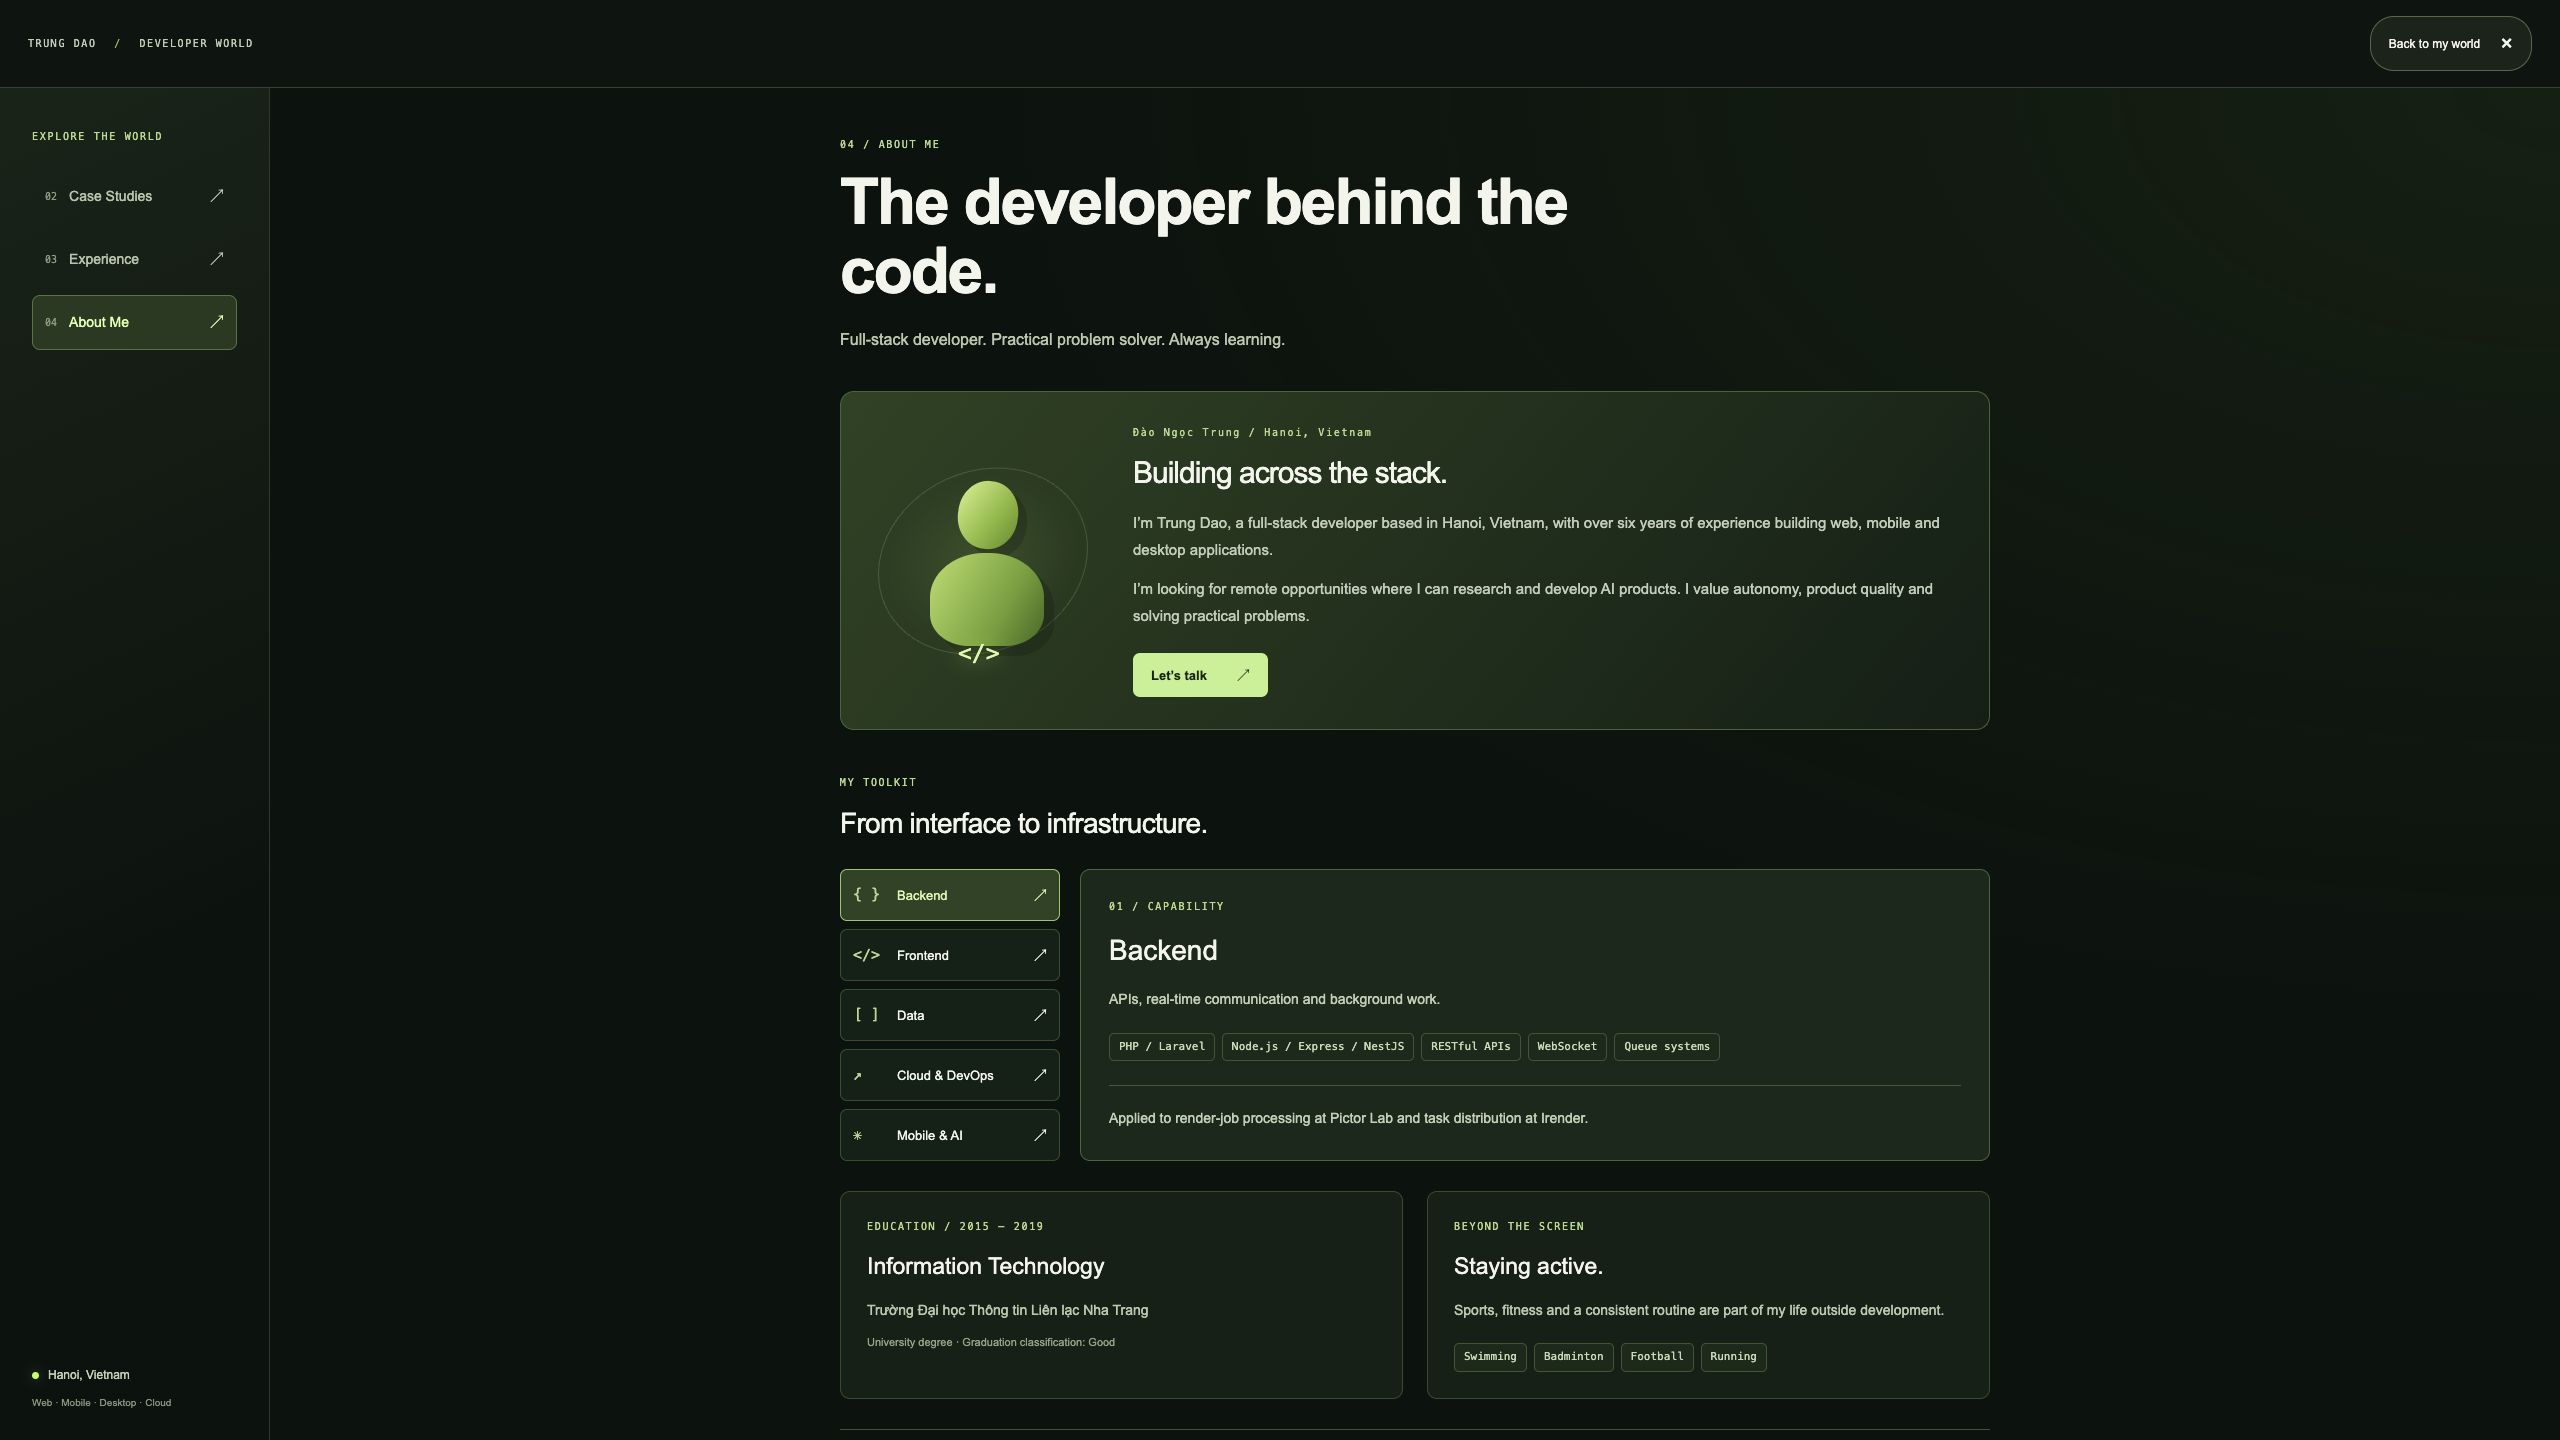 TRUNG DAO / DEVELOPER WORLD
Back to my world ×
EXPLORE THE WORLD
02 Case Studies ↗
03 Experience ↗
04 About Me ↗
Hanoi, Vietnam
Web · Mobile · Desktop · Cloud
04 / ABOUT ME
The developer behind the
code.
Full-stack developer. Practical problem solver. Always learning.
</>
Đào Ngọc Trung / Hanoi, Vietnam
Building across the stack.
I’m Trung Dao, a full-stack developer based in Hanoi, Vietnam, with over six years of experience building web, mobile and
desktop applications.
I’m looking for remote opportunities where I can research and develop AI products. I value autonomy, product quality and
solving practical problems.
Let’s talk ↗
MY TOOLKIT
From interface to infrastructure.
{ } Backend ↗
</> Frontend ↗
[ ] Data ↗
↗ Cloud & DevOps ↗
✳ Mobile & AI ↗
01 / CAPABILITY
Backend
APIs, real-time communication and background work.
PHP / Laravel Node.js / Express / NestJS RESTful APIs WebSocket Queue systems
Applied to render-job processing at Pictor Lab and task distribution at Irender.
EDUCATION / 2015 — 2019
Information Technology
Trường Đại học Thông tin Liên lạc Nha Trang
University degree · Graduation classification: Good
BEYOND THE SCREEN
Staying active.
Sports, fitness and a consistent routine are part of my life outside development.
Swimming Badminton Football Running